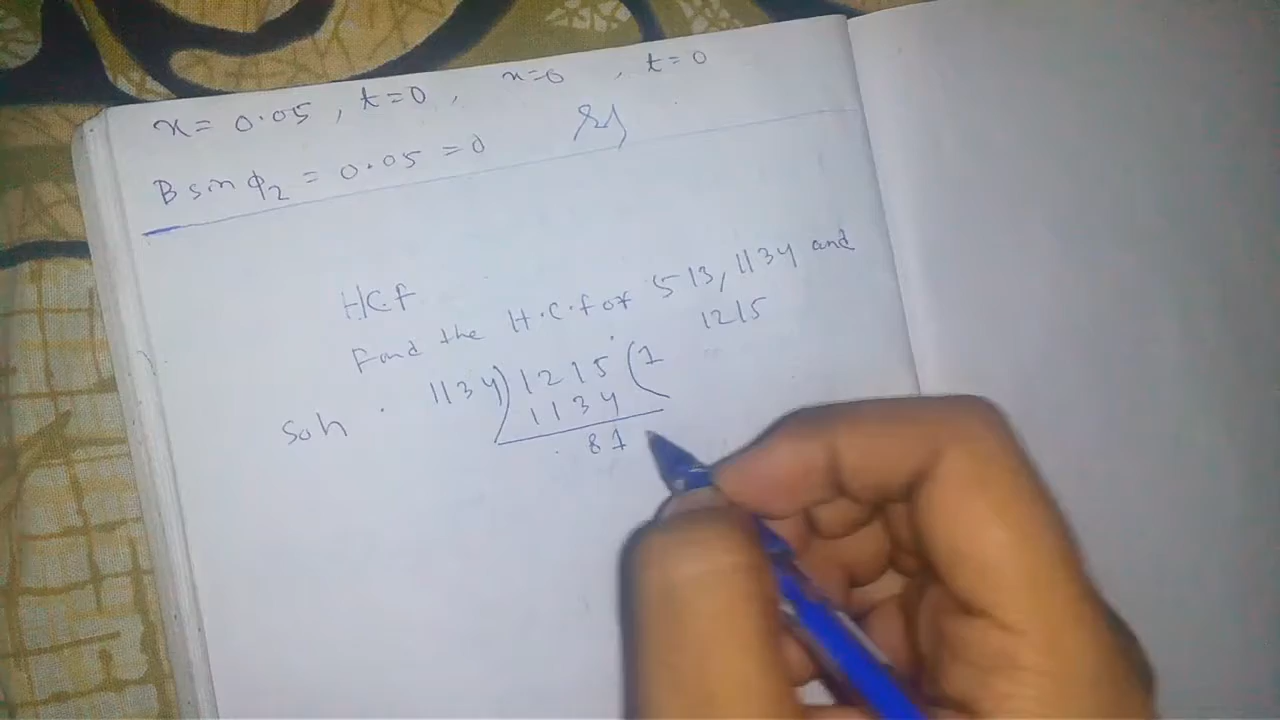 x = 0.05, t=0, x=0, t=0
B sin ϕ2 = 0.05 = 0
H.C.f
Find the H.C.f of 513, 1134 and
1215
Soln. 1134) 1215 (1
1134
81